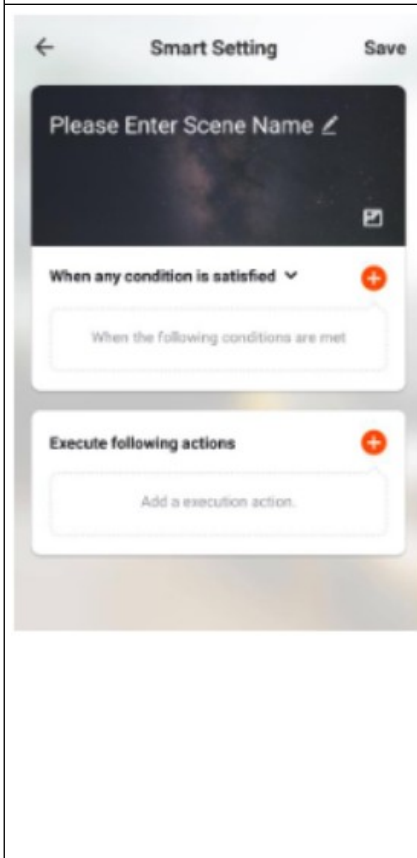 Smart Setting Save
Please Enter Scene Name
When any condition is satisfied
When the following conditions are met
Execute following actions
Add a execution action.